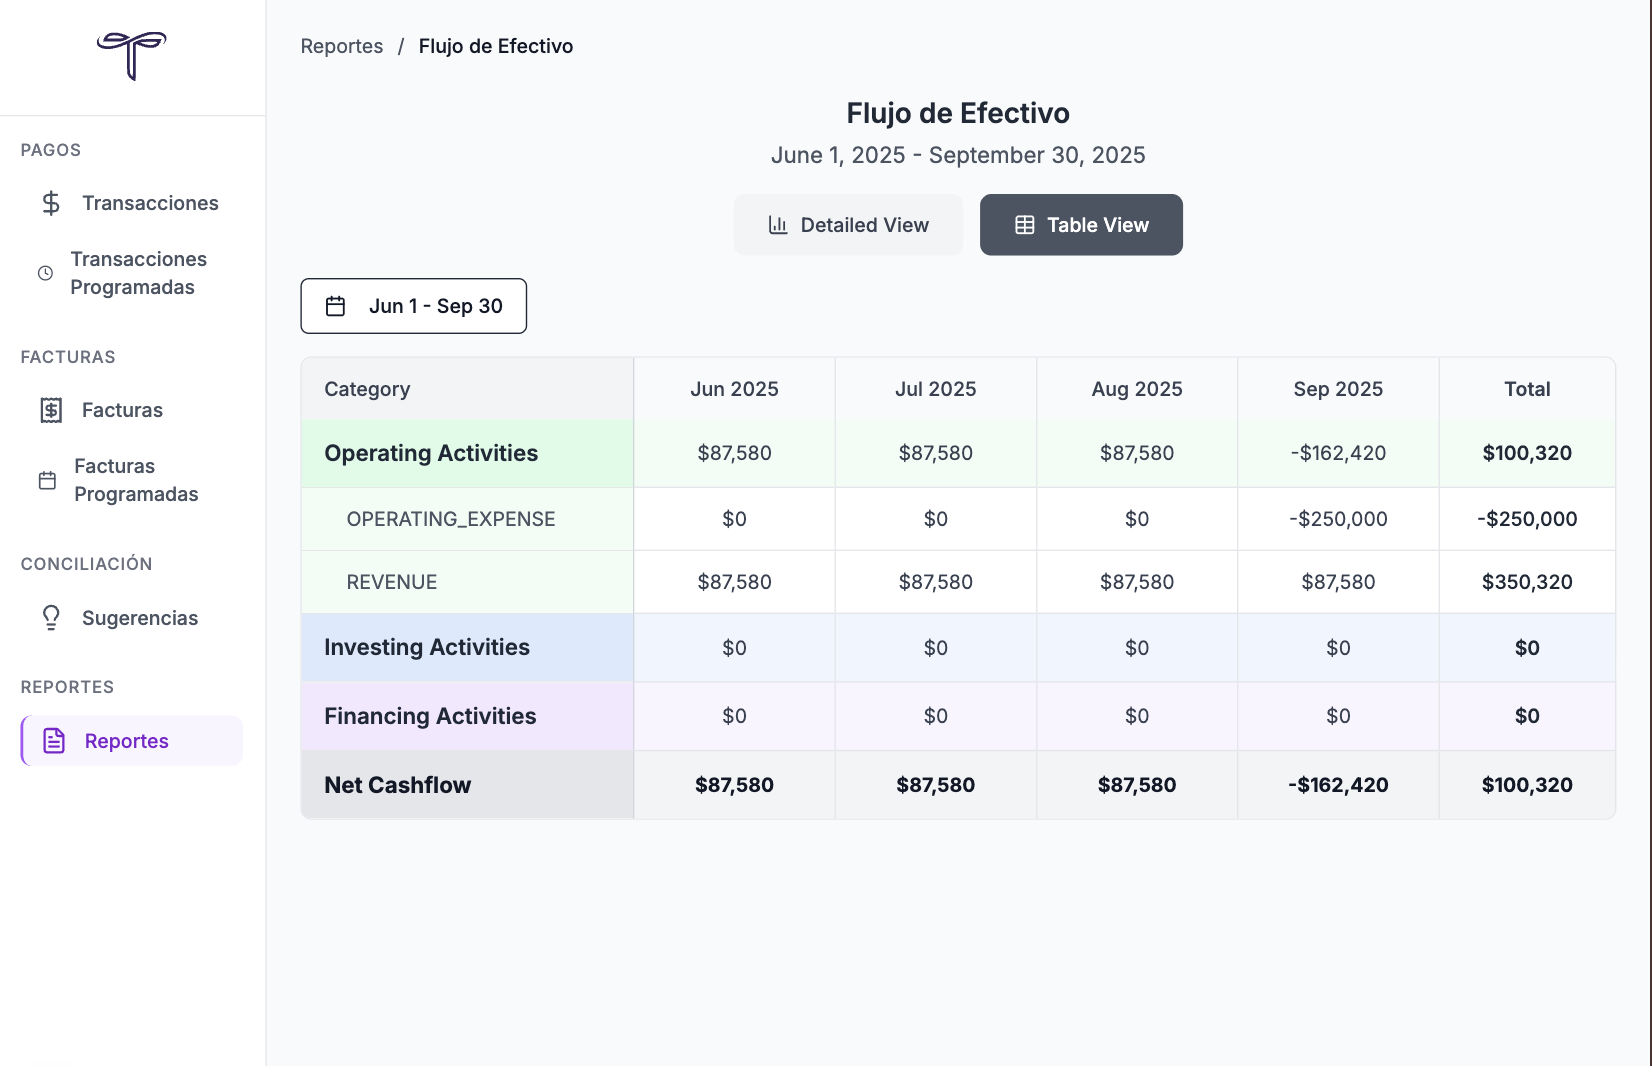 Reportes / Flujo de Efectivo
PAGOS
Transacciones
Transacciones
Programadas
FACTURAS
Facturas
Facturas
Programadas
CONCILIACIÓN
Sugerencias
REPORTES
Reportes
Flujo de Efectivo
June 1, 2025 - September 30, 2025
Detailed View Table View
Jun 1 - Sep 30
Category Jun 2025 Jul 2025 Aug 2025 Sep 2025 Total
Operating Activities $87,580 $87,580 $87,580 -$162,420 $100,320
OPERATING_EXPENSE $0 $0 $0 -$250,000 -$250,000
REVENUE $87,580 $87,580 $87,580 $87,580 $350,320
Investing Activities $0 $0 $0 $0 $0
Financing Activities $0 $0 $0 $0 $0
Net Cashflow $87,580 $87,580 $87,580 -$162,420 $100,320